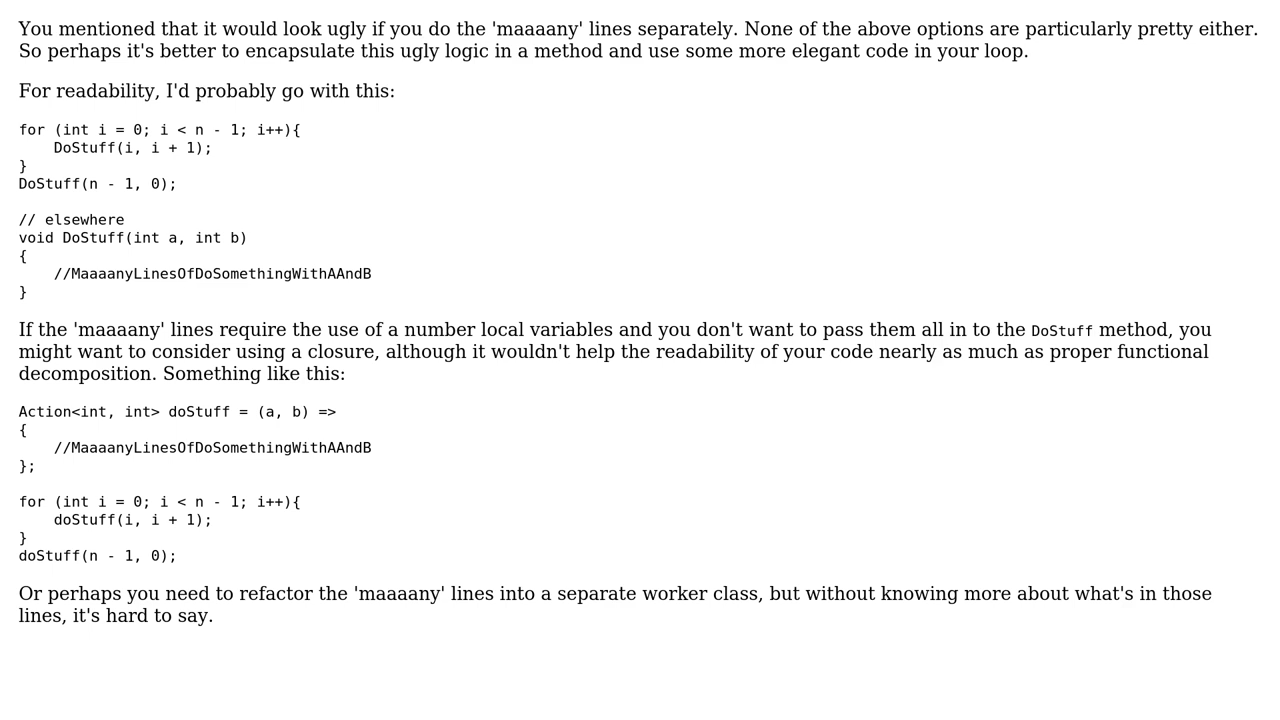 You mentioned that it would look ugly if you do the 'maaaany' lines separately. None of the above options are particularly pretty either.
So perhaps it's better to encapsulate this ugly logic in a method and use some more elegant code in your loop.
For readability, I'd probably go with this:
for (int i = 0; i < n - 1; i++){
    DoStuff(i, i + 1);
}
DoStuff(n - 1, 0);
// elsewhere
void DoStuff(int a, int b)
{
    //MaaaanyLinesOfDoSomethingWithAAndB
}
If the 'maaaany' lines require the use of a number local variables and you don't want to pass them all in to the DoStuff method, you
might want to consider using a closure, although it wouldn't help the readability of your code nearly as much as proper functional
decomposition. Something like this:
Action<int, int> doStuff = (a, b) =>
{
    //MaaaanyLinesOfDoSomethingWithAAndB
};
for (int i = 0; i < n - 1; i++){
    doStuff(i, i + 1);
}
doStuff(n - 1, 0);
Or perhaps you need to refactor the 'maaaany' lines into a separate worker class, but without knowing more about what's in those
lines, it's hard to say.